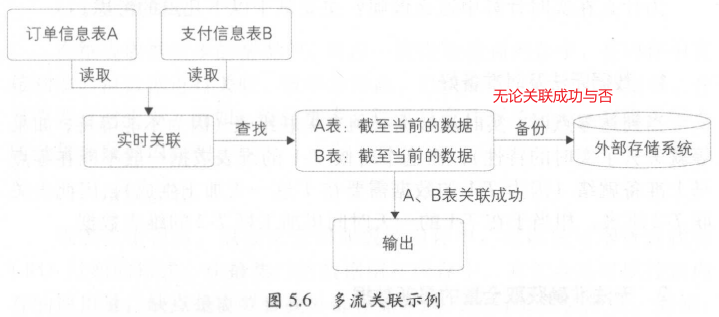 订单信息表A
支付信息表B
读取
读取
无论关联成功与否
实时关联
查找
A表：截至当前的数据
B表：截至当前的数据
备份
外部存储系统
A、B表关联成功
输出
图 5.6 多流关联示例